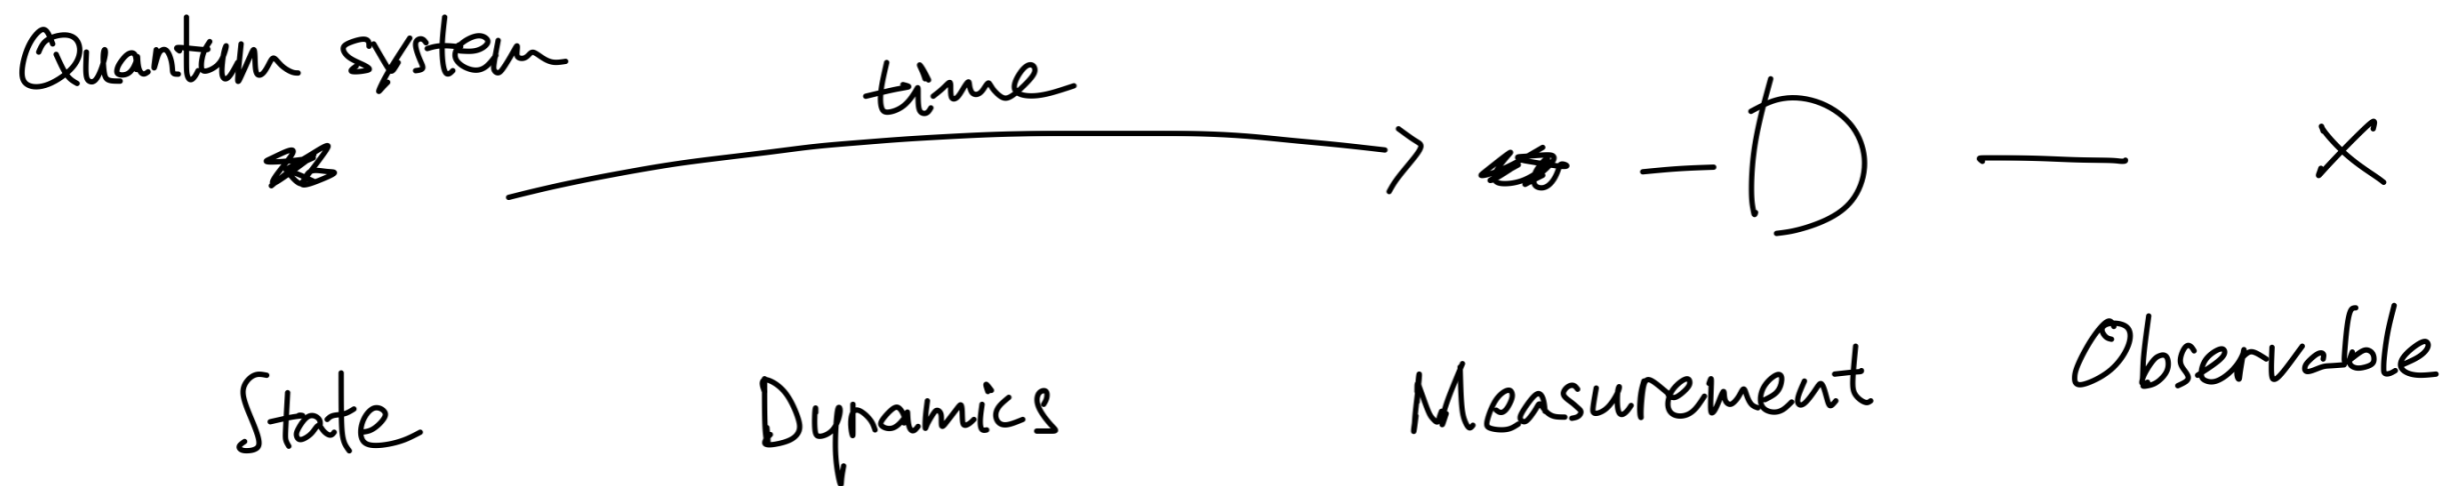 Quantum system
time
D
x
State Dynamics Measurement Observable